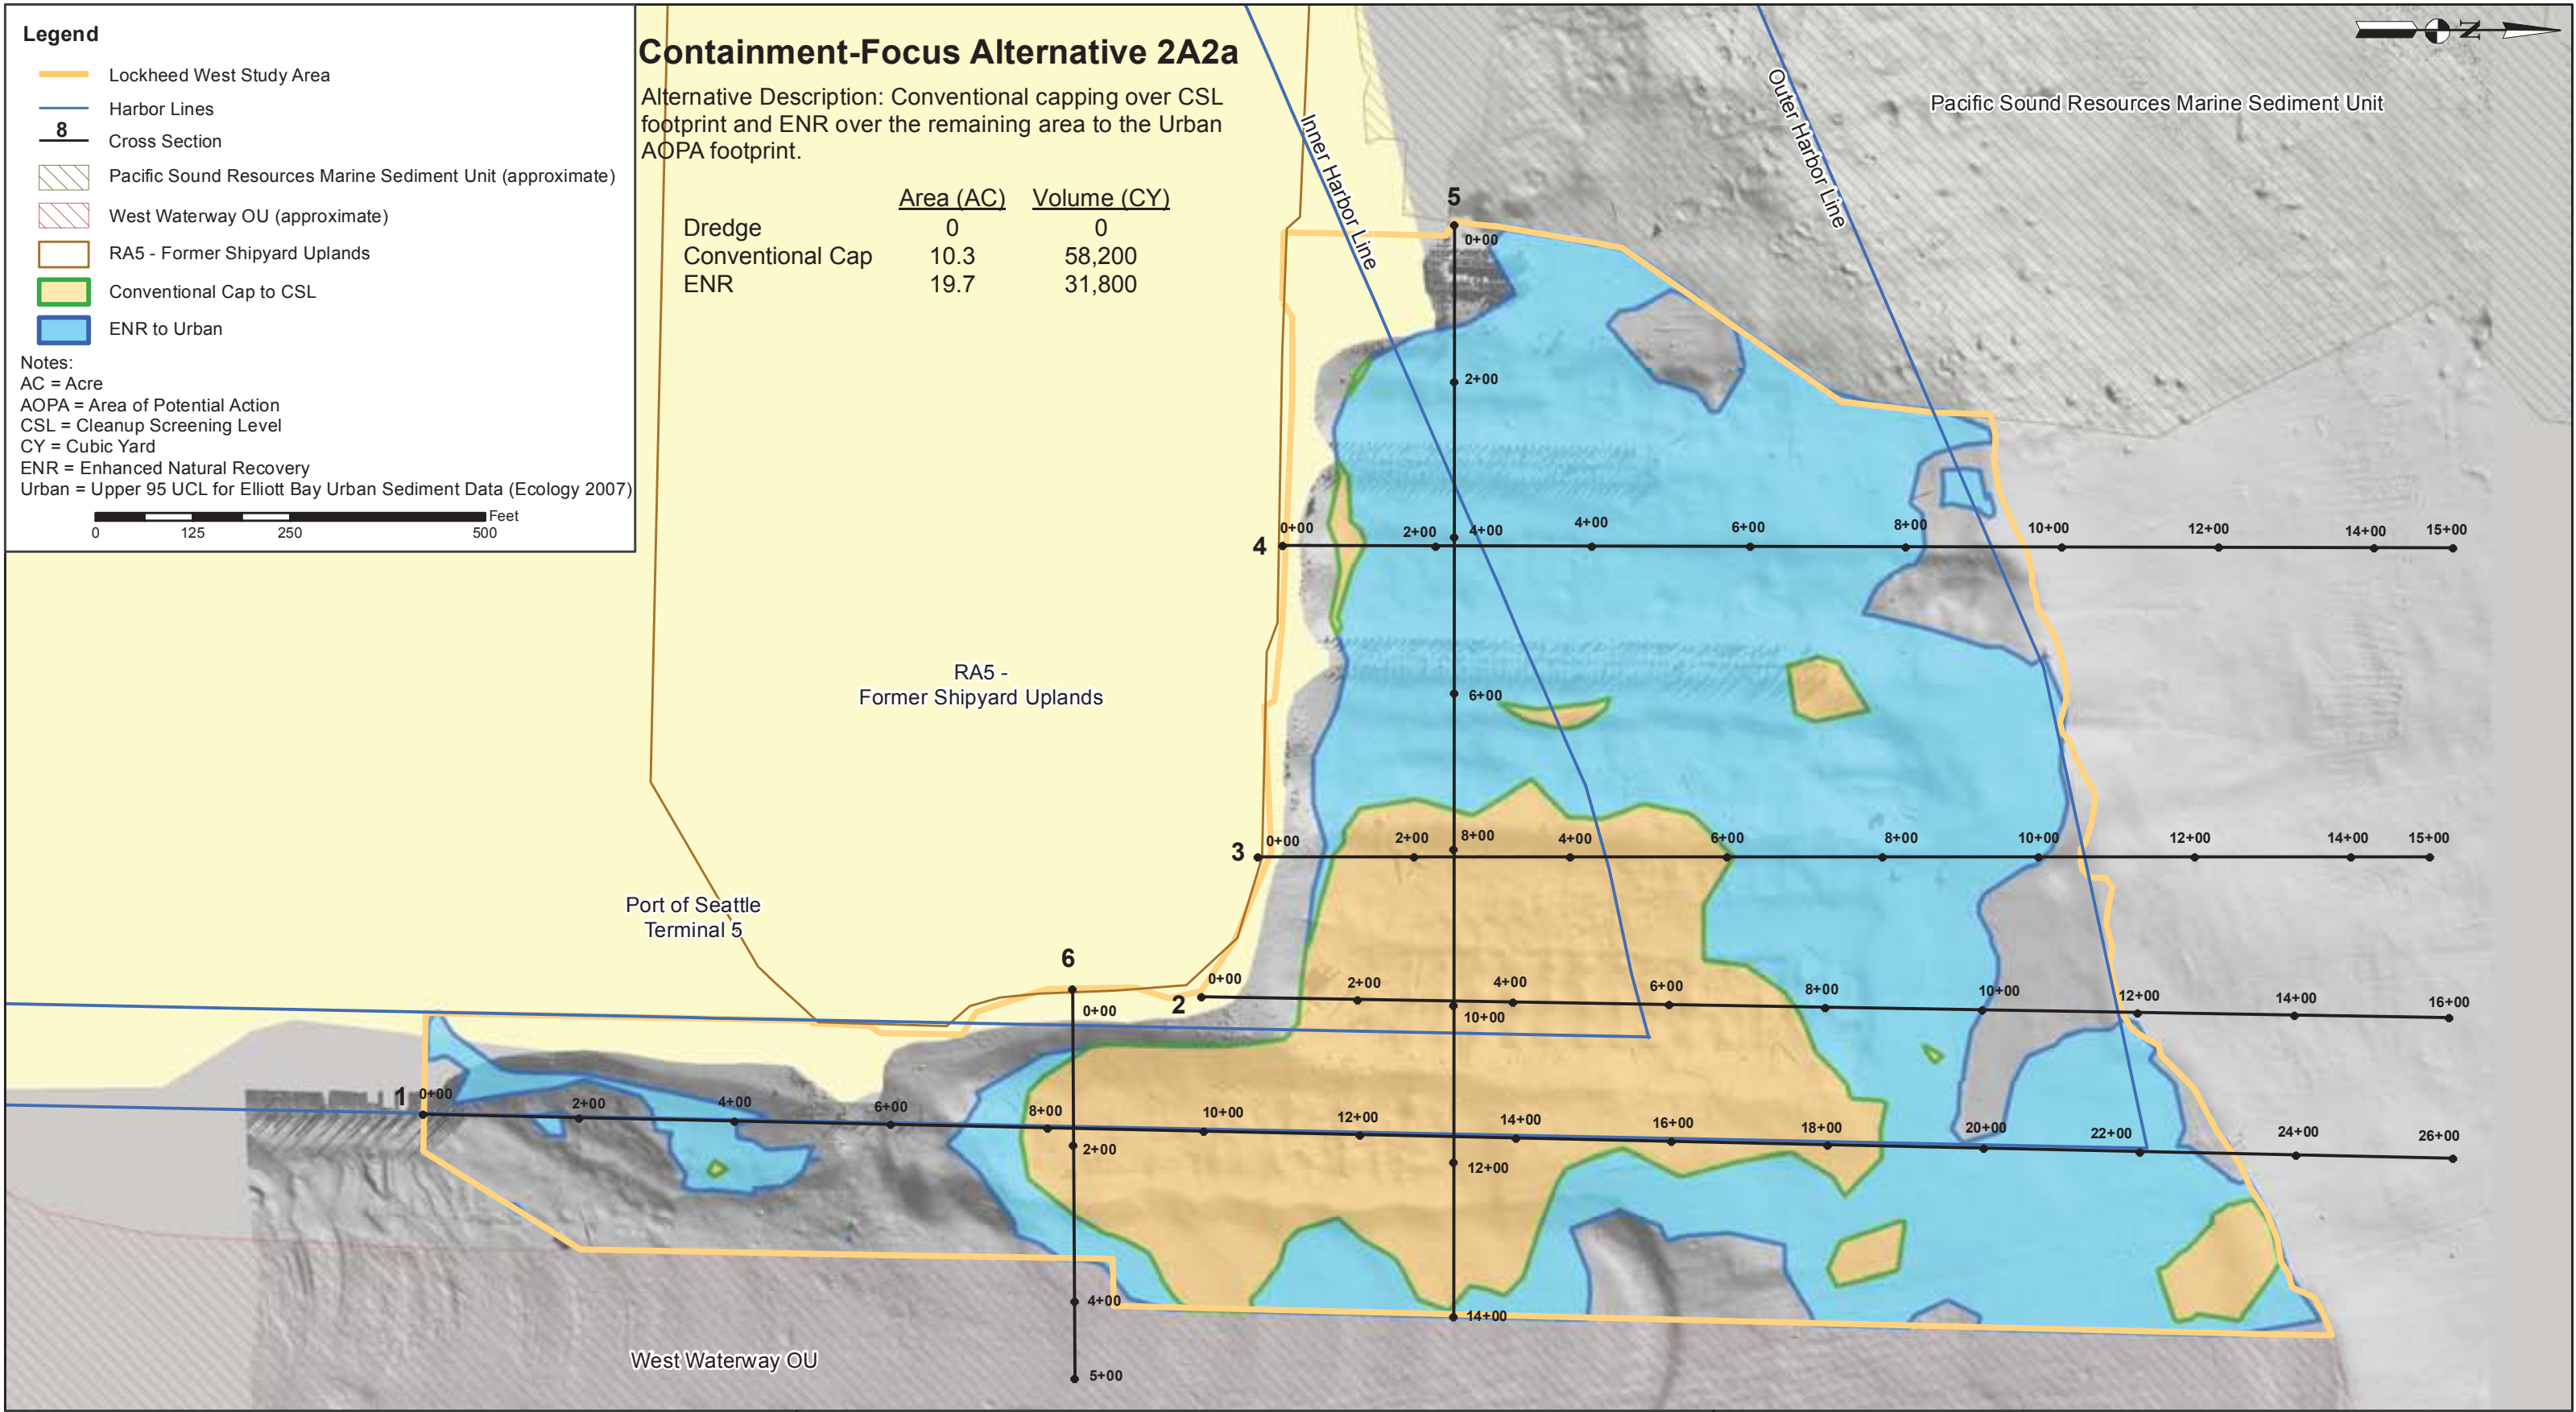 Legend
Lockheed West Study Area
Harbor Lines
8
Cross Section
Pacific Sound Resources Marine Sediment Unit (approximate)
West Waterway OU (approximate)
RA5 - Former Shipyard Uplands
Conventional Cap to CSL
ENR to Urban
Notes:
AC = Acre
AOPA = Area of Potential Action
CSL = Cleanup Screening Level
CY = Cubic Yard
ENR = Enhanced Natural Recovery
Urban = Upper 95 UCL for Elliott Bay Urban Sediment Data (Ecology 2007)
Feet
0 125 250 500
Containment-Focus Alternative 2A2a
Alternative Description: Conventional capping over CSL
footprint and ENR over the remaining area to the Urban
AOPA footprint.
Area (AC) Volume (CY)
Dredge 0 0
Conventional Cap 10.3 58,200
ENR 19.7 31,800
N
Inner Harbor Line
Outer Harbor Line
Pacific Sound Resources Marine Sediment Unit
5
0+00
2+00
4+00
6+00
8+00
10+00
12+00
14+00
4
0+00 2+00 4+00 6+00 8+00 10+00 12+00 14+00 15+00
RA5 -
Former Shipyard Uplands
3
0+00 2+00 4+00 6+00 8+00 10+00 12+00 14+00 15+00
Port of Seattle
Terminal 5
6
0+00
2+00
4+00
5+00
2
0+00 2+00 4+00 6+00 8+00 10+00 12+00 14+00 16+00
1
0+00 2+00 4+00 6+00 8+00 10+00 12+00 14+00 16+00 18+00 20+00 22+00 24+00 26+00
West Waterway OU